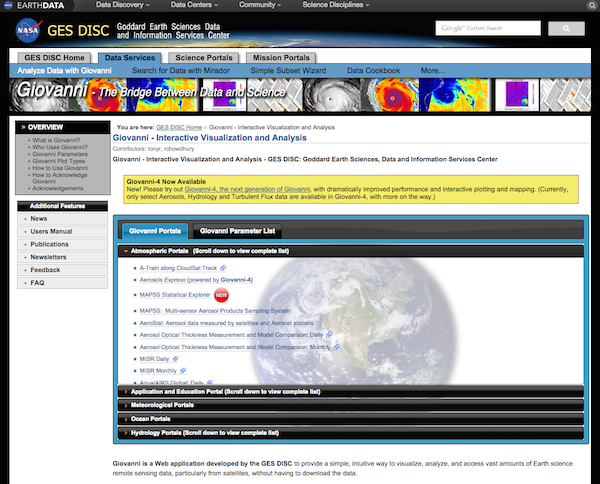 EARTHDATA Data Discovery Data Centers Community Science Disciplines
NASA GES DISC Goddard Earth Sciences Data
and Information Services Center
Google™ Custom Search
GES DISC Home Data Services Science Portals Mission Portals
Analyze Data with Giovanni Search for Data with Mirador Simple Subset Wizard Data Cookbook More...
Giovanni - The Bridge Between Data and Science
» OVERVIEW
What is Giovanni?
Who Uses Giovanni?
Giovanni Parameters
Giovanni Plot Types
How to Use Giovanni
How to Acknowledge
Giovanni
Acknowledgements
Additional Features
News
Users Manual
Publications
Newsletters
Feedback
FAQ
You are here: GES DISC Home » Giovanni - Interactive Visualization and Analysis
Giovanni - Interactive Visualization and Analysis
Contributors: tonyr, rchowdhury
Giovanni - Interactive Visualization and Analysis - GES DISC: Goddard Earth Sciences, Data and Information Services Center
Giovanni-4 Now Available
New! Please try out Giovanni-4, the next generation of Giovanni, with dramatically improved performance and interactive plotting and mapping. (Currently,
only select Aerosols, Hydrology and Turbulent Flux data are available in Giovanni-4, with more on the way.)
Giovanni Portals Giovanni Parameter List
Atmospheric Portals (Scroll down to view complete list)
A-Train along CloudSat Track
Aerosols Express (powered by Giovanni-4)
MAPSS Statistical Explorer NEW
MAPSS: Multi-sensor Aerosol Products Sampling System
AeroStat: Aerosol data measured by satellites and Aeronet stations
Aerosol Optical Thickness Measurement and Model Comparison: Daily
Aerosol Optical Thickness Measurement and Model Comparison: Monthly
MISR Daily
MISR Monthly
Aqua/AIRS Global: Daily
Application and Education Portal (Scroll down to view complete list)
Meteorological Portals
Ocean Portals
Hydrology Portals (Scroll down to view complete list)
Giovanni is a Web application developed by the GES DISC to provide a simple, intuitive way to visualize, analyze, and access vast amounts of Earth science
remote sensing data, particularly from satellites, without having to download the data.